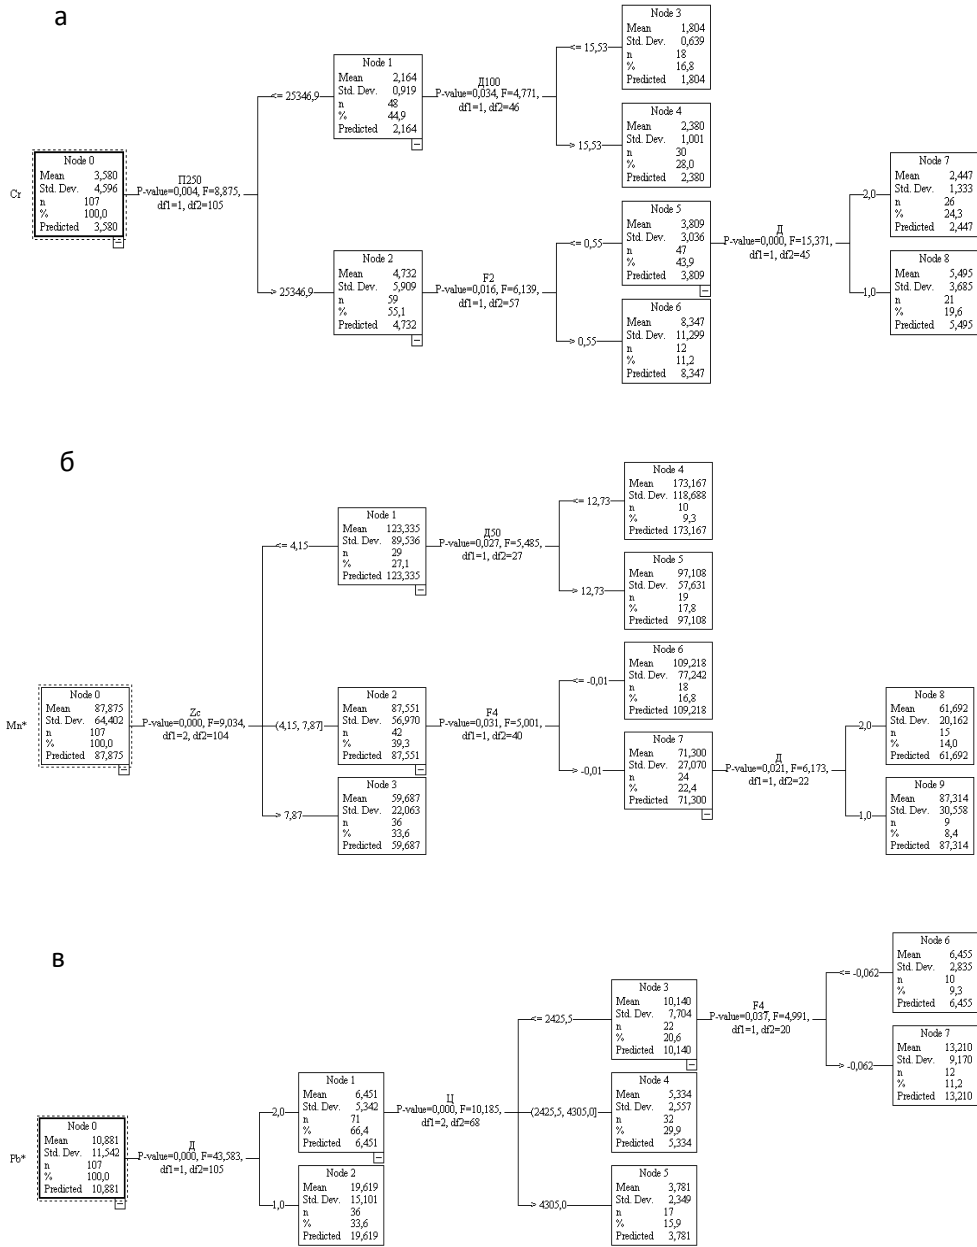 а
Cr
Node 0
Mean 3,580
Std. Dev. 4,596
n 107
% 100,0
Predicted 3,580
П250
P-value=0,004, F=8,875,
df1=1, df2=105
<= 25346,9
Node 1
Mean 2,164
Std. Dev. 0,919
n 48
% 44,9
Predicted 2,164
Д100
P-value=0,034, F=4,771,
df1=1, df2=46
<= 15,53
Node 3
Mean 1,804
Std. Dev. 0,639
n 18
% 16,8
Predicted 1,804
> 15,53
Node 4
Mean 2,380
Std. Dev. 1,001
n 30
% 28,0
Predicted 2,380
> 25346,9
Node 2
Mean 4,732
Std. Dev. 5,909
n 59
% 55,1
Predicted 4,732
F2
P-value=0,016, F=6,139,
df1=1, df2=57
<= 0,55
Node 5
Mean 3,809
Std. Dev. 3,036
n 47
% 43,9
Predicted 3,809
Д
P-value=0,000, F=15,371,
df1=1, df2=45
2,0
Node 7
Mean 2,447
Std. Dev. 1,333
n 26
% 24,3
Predicted 2,447
1,0
Node 8
Mean 5,495
Std. Dev. 3,685
n 21
% 19,6
Predicted 5,495
> 0,55
Node 6
Mean 8,347
Std. Dev. 11,299
n 12
% 11,2
Predicted 8,347
б
Mn*
Node 0
Mean 87,875
Std. Dev. 64,402
n 107
% 100,0
Predicted 87,875
Zc
P-value=0,000, F=9,034,
df1=2, df2=104
<= 4,15
Node 1
Mean 123,335
Std. Dev. 89,536
n 29
% 27,1
Predicted 123,335
Д50
P-value=0,027, F=5,485,
df1=1, df2=27
<= 12,73
Node 4
Mean 173,167
Std. Dev. 118,688
n 10
% 9,3
Predicted 173,167
> 12,73
Node 5
Mean 97,108
Std. Dev. 57,631
n 19
% 17,8
Predicted 97,108
(4,15, 7,87]
Node 2
Mean 87,551
Std. Dev. 56,970
n 42
% 39,3
Predicted 87,551
F4
P-value=0,031, F=5,001,
df1=1, df2=40
<= -0,01
Node 6
Mean 109,218
Std. Dev. 77,242
n 18
% 16,8
Predicted 109,218
> -0,01
Node 7
Mean 71,300
Std. Dev. 27,070
n 24
% 22,4
Predicted 71,300
Д
P-value=0,021, F=6,173,
df1=1, df2=22
2,0
Node 8
Mean 61,692
Std. Dev. 20,162
n 15
% 14,0
Predicted 61,692
1,0
Node 9
Mean 87,314
Std. Dev. 30,558
n 9
% 8,4
Predicted 87,314
> 7,87
Node 3
Mean 59,687
Std. Dev. 22,063
n 36
% 33,6
Predicted 59,687
в
Pb*
Node 0
Mean 10,881
Std. Dev. 11,542
n 107
% 100,0
Predicted 10,881
Д
P-value=0,000, F=43,583,
df1=1, df2=105
2,0
Node 1
Mean 6,451
Std. Dev. 5,342
n 71
% 66,4
Predicted 6,451
Ц
P-value=0,000, F=10,185,
df1=2, df2=68
<= 2425,5
Node 3
Mean 10,140
Std. Dev. 7,704
n 22
% 20,6
Predicted 10,140
F4
P-value=0,037, F=4,991,
df1=1, df2=20
<= -0,062
Node 6
Mean 6,455
Std. Dev. 2,835
n 10
% 9,3
Predicted 6,455
> -0,062
Node 7
Mean 13,210
Std. Dev. 9,170
n 12
% 11,2
Predicted 13,210
(2425,5, 4305,0]
Node 4
Mean 5,334
Std. Dev. 2,557
n 32
% 29,9
Predicted 5,334
> 4305,0
Node 5
Mean 3,781
Std. Dev. 2,349
n 17
% 15,9
Predicted 3,781
1,0
Node 2
Mean 19,619
Std. Dev. 15,101
n 36
% 33,6
Predicted 19,619